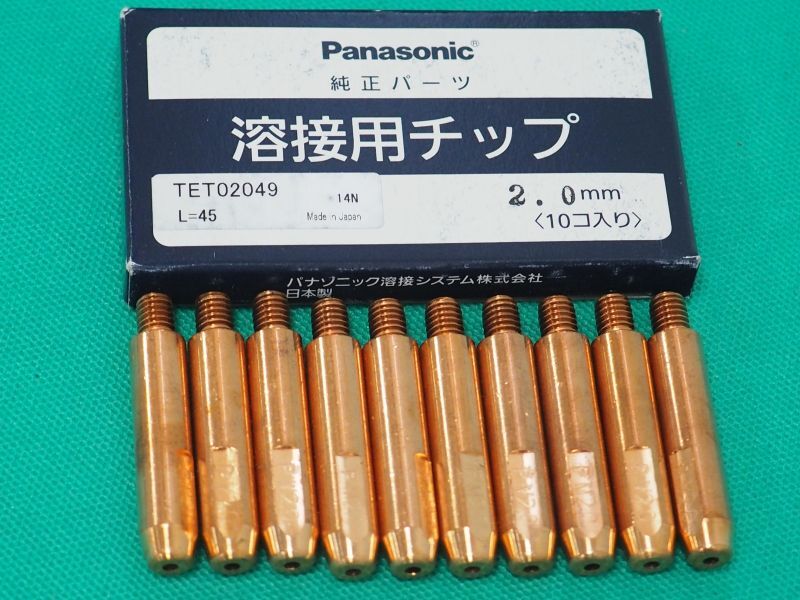 Panasonic®
純正パーツ
溶接用チップ
TET02049 14N
L=45 Made in Japan
2.0mm
〈10コ入り〉
パナソニック溶接システム株式会社
日本製